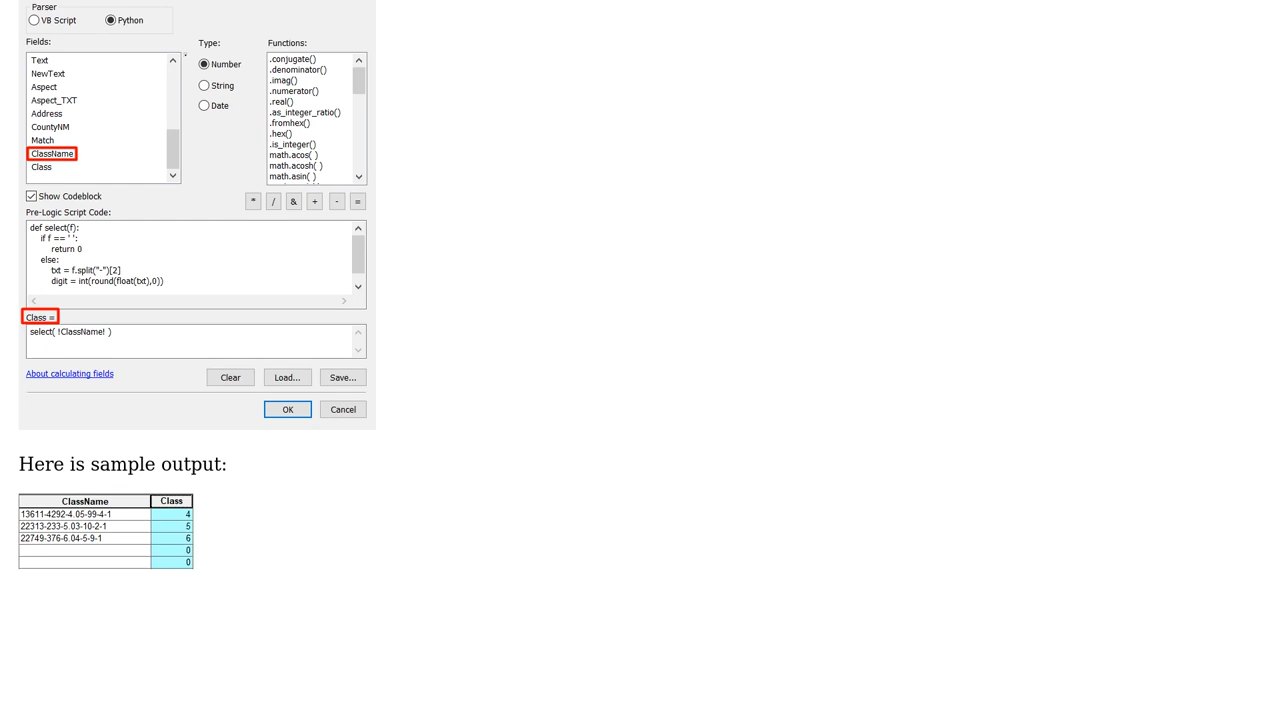 Parser
VB Script
Python
Fields:
Type:
Functions:
Text
NewText
Aspect
Aspect_TXT
Address
CountyNM
Match
ClassName
Class
Number
String
Date
.conjugate()
.denominator()
.imag()
.numerator()
.real()
.as_integer_ratio()
.fromhex()
.hex()
.is_integer()
math.acos( )
math.acosh( )
math.asin( )
Show Codeblock
* / & + - =
Pre-Logic Script Code:
def select(f):
if f == ' ':
return 0
else:
txt = f.split("-")[2]
digit = int(round(float(txt),0))
Class =
select( !ClassName! )
About calculating fields
Clear Load... Save...
OK Cancel
Here is sample output:
ClassName Class
13611-4292-4.05-99-4-1 4
22313-233-5.03-10-2-1 5
22749-376-6.04-5-9-1 6
0
0